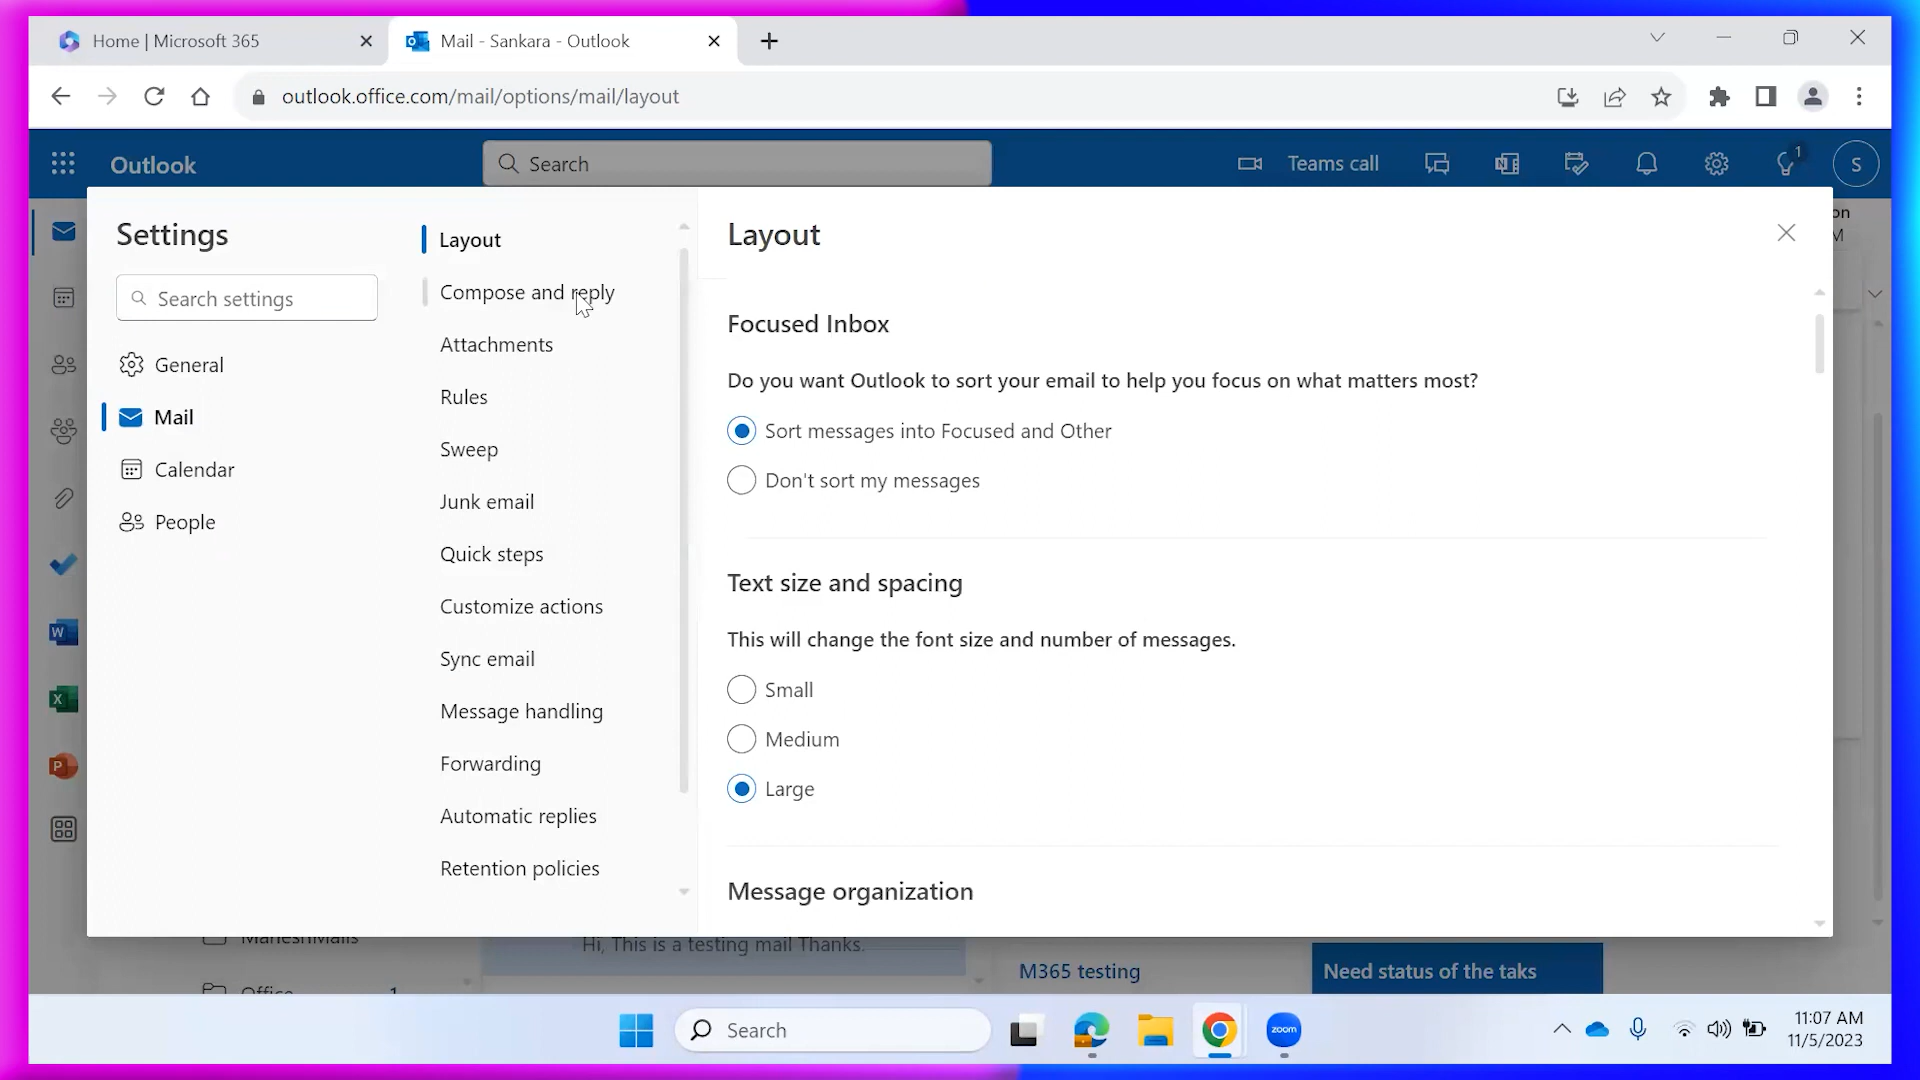 Home | Microsoft 365
Mail - Sankara - Outlook
outlook.office.com/mail/options/mail/layout
Outlook
Search
Teams call
1
S
Settings
Search settings
General
Mail
Calendar
People
Layout
Compose and reply
Attachments
Rules
Sweep
Junk email
Quick steps
Customize actions
Sync email
Message handling
Forwarding
Automatic replies
Retention policies
Layout
on
M
Focused Inbox
Do you want Outlook to sort your email to help you focus on what matters most?
Sort messages into Focused and Other
Don't sort my messages
Text size and spacing
This will change the font size and number of messages.
Small
Medium
Large
Message organization
MaheshMails
Hi, This is a testing mail Thanks.
Office 1
M365 testing
Need status of the taks
Search
zoom
11:07 AM
11/5/2023